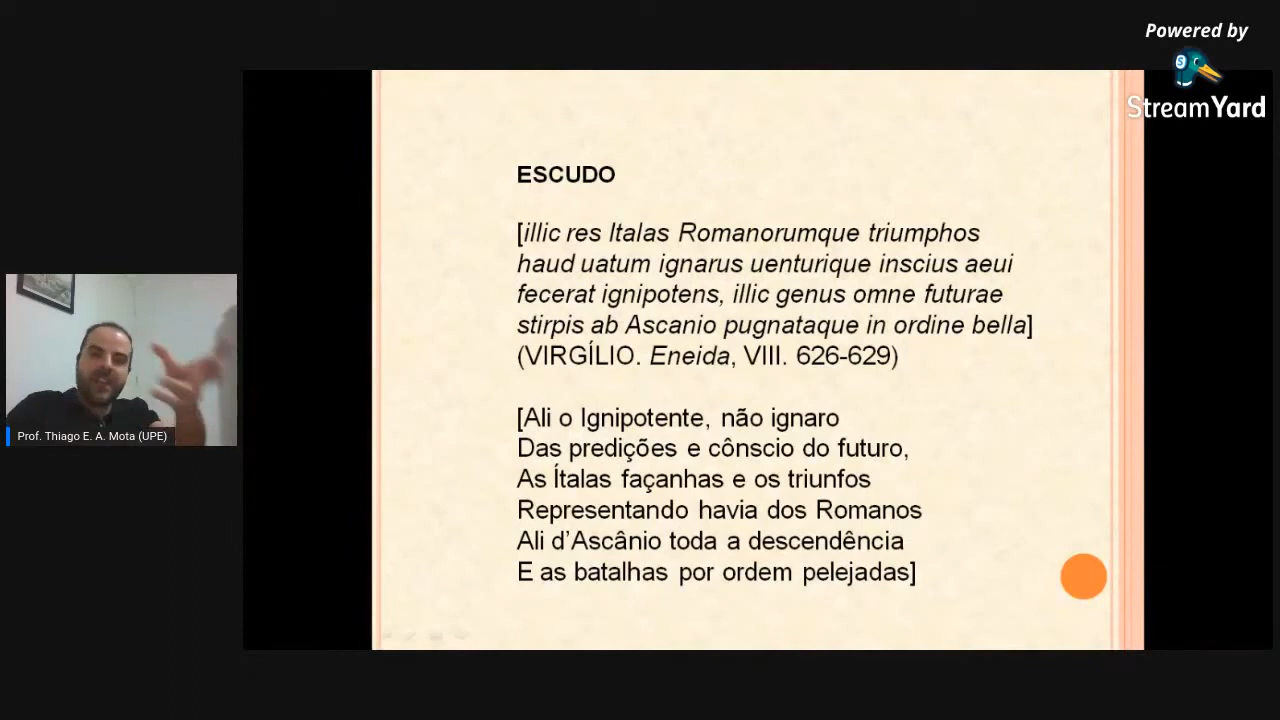 Powered by
StreamYard
ESCUDO
[illic res Italas Romanorumque triumphos
haud uatum ignarus uenturique inscius aeui
fecerat ignipotens, illic genus omne futurae
stirpis ab Ascanio pugnataque in ordine bella]
(VIRGÍLIO. Eneida, VIII. 626-629)
[Ali o Ignipotente, não ignaro
Das predições e cônscio do futuro,
As Ítalas façanhas e os triunfos
Representando havia dos Romanos
Ali d’Ascânio toda a descendência
E as batalhas por ordem pelejadas]
Prof. Thiago E. A. Mota (UPE)